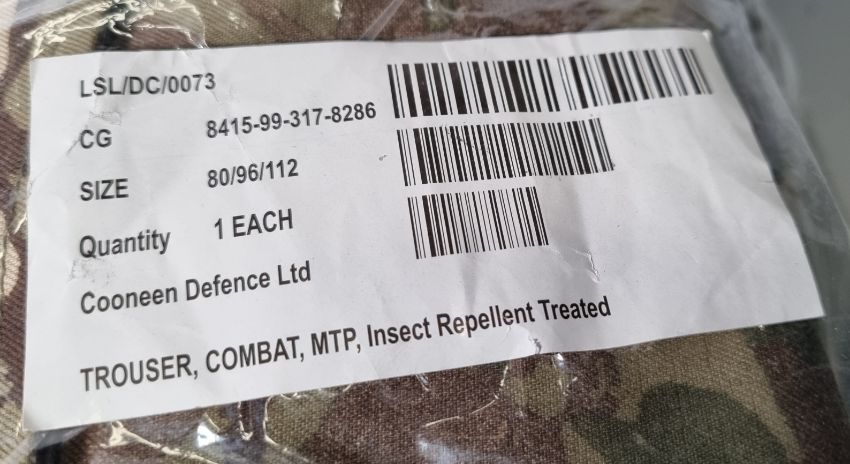 LSL/DC/0073
CG 8415-99-317-8286
SIZE 80/96/112
Quantity 1 EACH
Cooneen Defence Ltd
TROUSER, COMBAT, MTP, Insect Repellent Treated